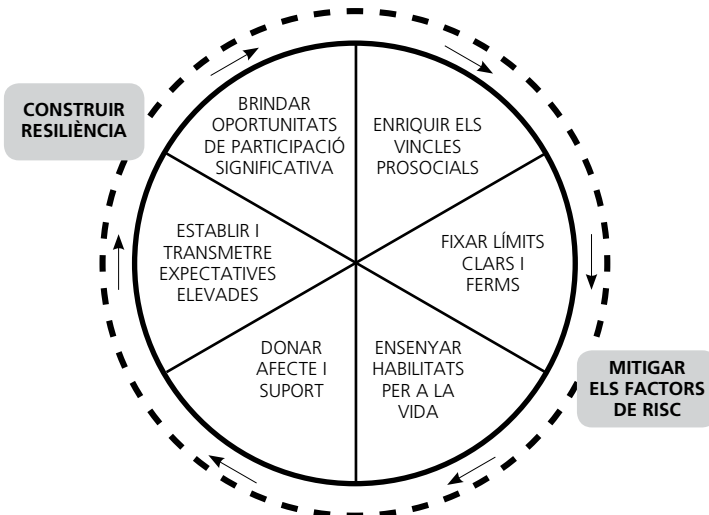 CONSTRUIR
RESILIÈNCIA
BRINDAR
OPORTUNITATS
DE PARTICIPACIÓ
SIGNIFICATIVA
ENRIQUIR ELS
VINCLES
PROSOCIALS
ESTABLIR I
TRANSMETRE
EXPECTATIVES
ELEVADES
FIXAR LÍMITS
CLARS I
FERMS
DONAR
AFECTE I
SUPORT
ENSENYAR
HABILITATS
PER A LA
VIDA
MITIGAR
ELS FACTORS
DE RISC